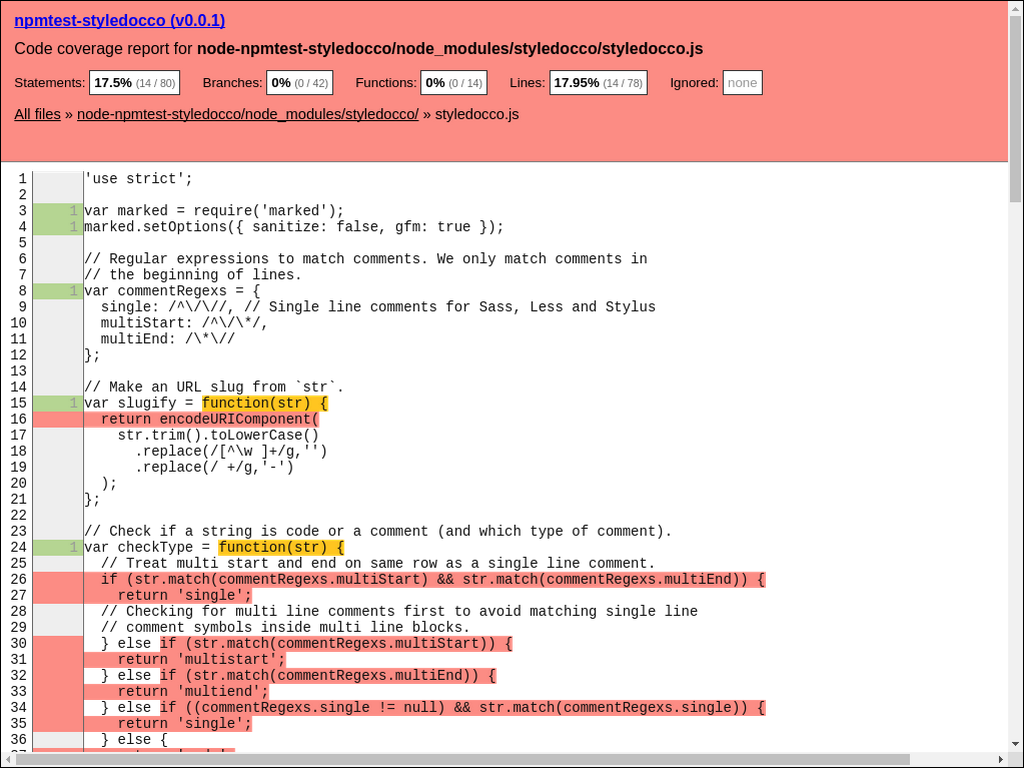 npmtest-styledocco (v0.0.1)
Code coverage report for node-npmtest-styledocco/node_modules/styledocco/styledocco.js
Statements: 17.5% (14 / 80) Branches: 0% (0 / 42) Functions: 0% (0 / 14) Lines: 17.95% (14 / 78) Ignored: none
All files » node-npmtest-styledocco/node_modules/styledocco/ » styledocco.js
1 'use strict';
2
3 1 var marked = require('marked');
4 1 marked.setOptions({ sanitize: false, gfm: true });
5
6 // Regular expressions to match comments. We only match comments in
7 // the beginning of lines.
8 1 var commentRegexs = {
9   single: /^\/\//, // Single line comments for Sass, Less and Stylus
10   multiStart: /^\/\*/,
11   multiEnd: /\*\//
12 };
13
14 // Make an URL slug from `str`.
15 1 var slugify = function(str) {
16   return encodeURIComponent(
17     str.trim().toLowerCase()
18       .replace(/[^\w ]+/g,'')
19       .replace(/ +/g,'-')
20   );
21 };
22
23 // Check if a string is code or a comment (and which type of comment).
24 1 var checkType = function(str) {
25   // Treat multi start and end on same row as a single line comment.
26   if (str.match(commentRegexs.multiStart) && str.match(commentRegexs.multiEnd)) {
27     return 'single';
28   // Checking for multi line comments first to avoid matching single line
29   // comment symbols inside multi line blocks.
30   } else if (str.match(commentRegexs.multiStart)) {
31     return 'multistart';
32   } else if (str.match(commentRegexs.multiEnd)) {
33     return 'multiend';
34   } else if ((commentRegexs.single != null) && str.match(commentRegexs.single)) {
35     return 'single';
36   } else {